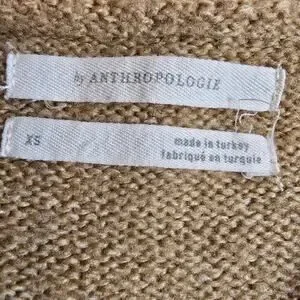 by ANTHROPOLOGIE
XS
made in turkey
fabriqué en turquie